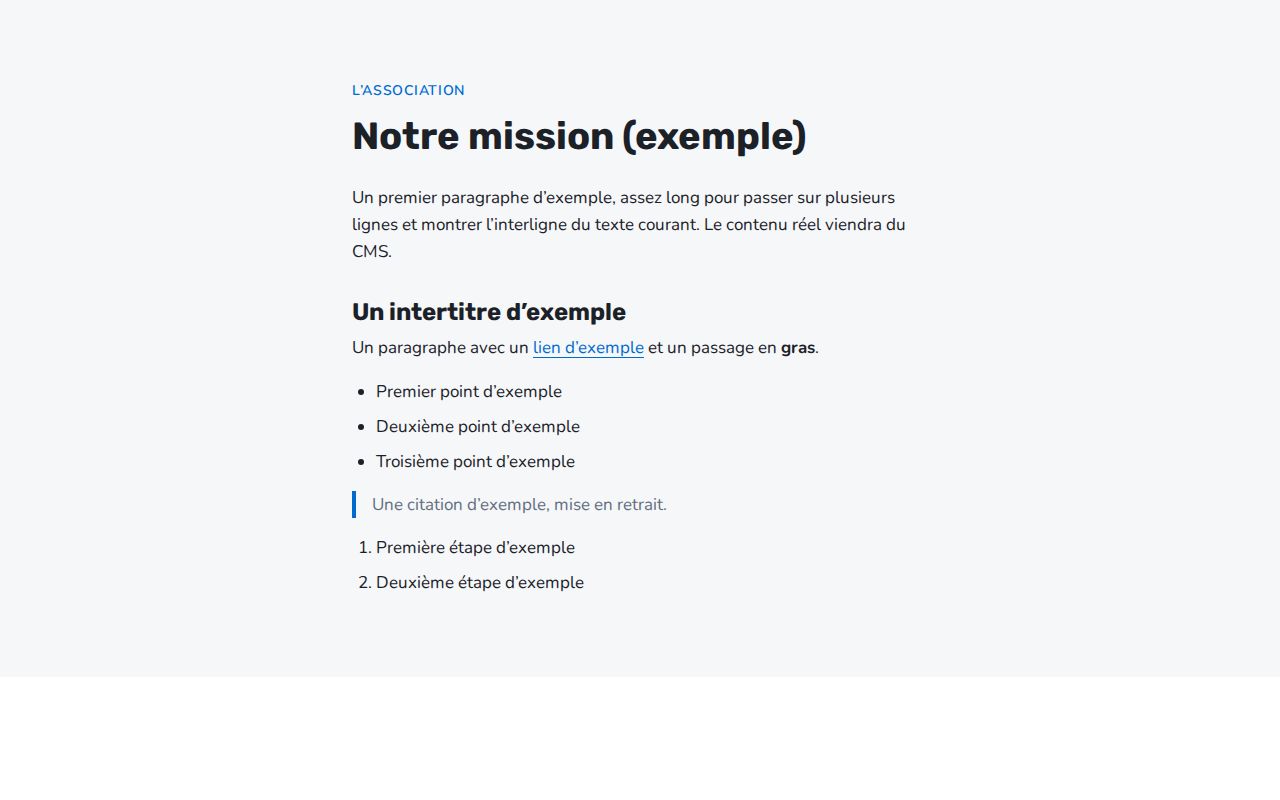 L’ASSOCIATION
Notre mission (exemple)
Un premier paragraphe d’exemple, assez long pour passer sur plusieurs
lignes et montrer l’interligne du texte courant. Le contenu réel viendra du
CMS.
Un intertitre d’exemple
Un paragraphe avec un lien d’exemple et un passage en gras.
• Premier point d’exemple
• Deuxième point d’exemple
• Troisième point d’exemple
Une citation d’exemple, mise en retrait.
1. Première étape d’exemple
2. Deuxième étape d’exemple